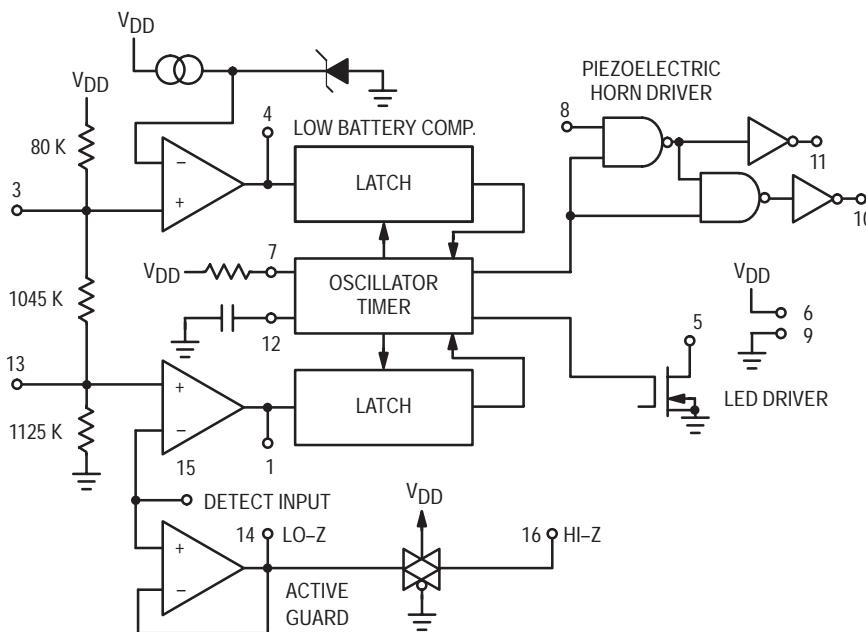 VDD
VDD
PIEZOELECTRIC
HORN DRIVER
80 K
4
LOW BATTERY COMP.
8
–
+
LATCH
11
3
10
7
VDD
OSCILLATOR
TIMER
VDD
1045 K
6
9
12
5
13
+
–
LATCH
LED DRIVER
1125 K
15
1
DETECT INPUT
VDD
14 LO–Z
16 HI–Z
+
–
ACTIVE
GUARD